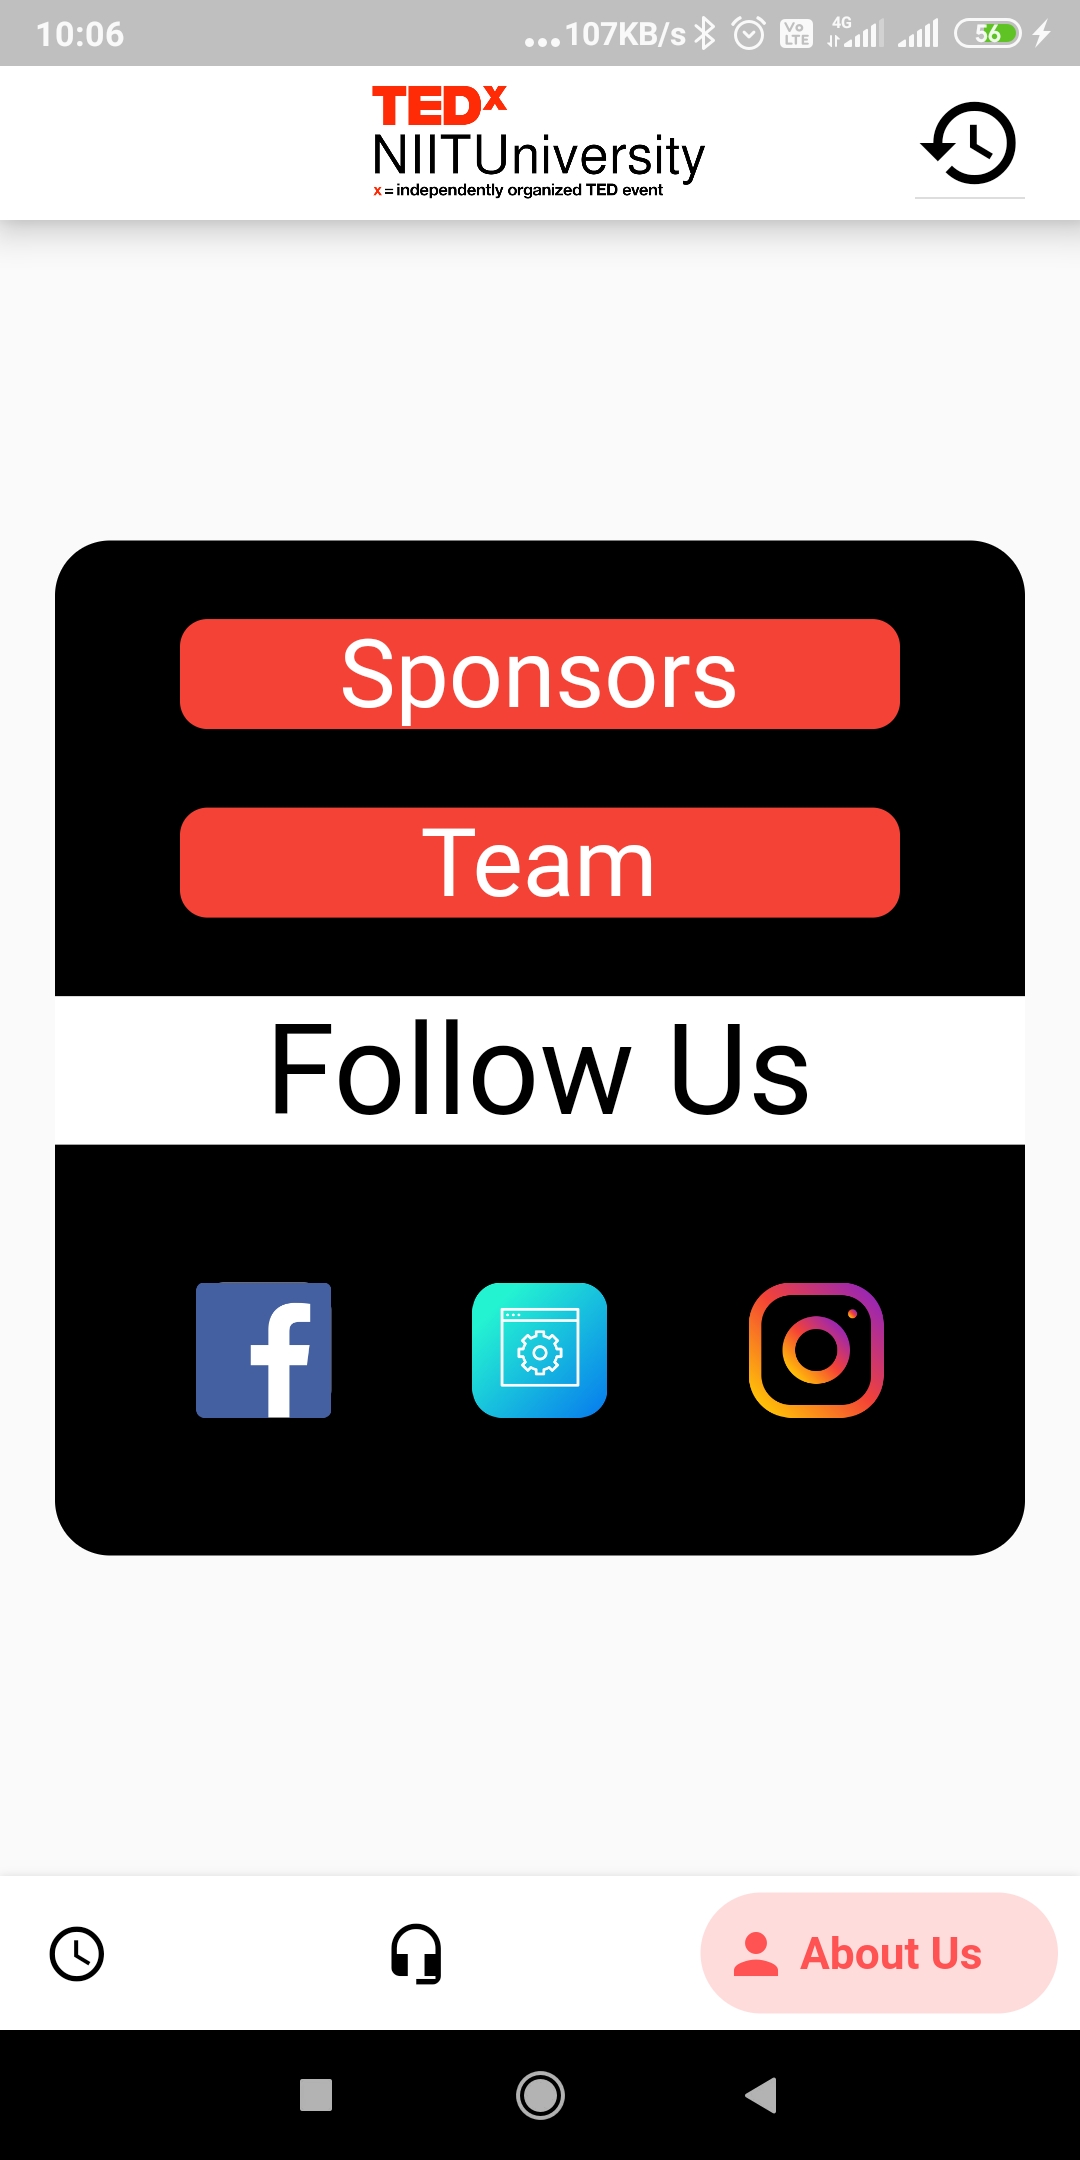 10:06
...107KB/s
Vo LTE
4G
56
TEDx
NIITUniversity
x = independently organized TED event
Sponsors
Team
Follow Us
About Us